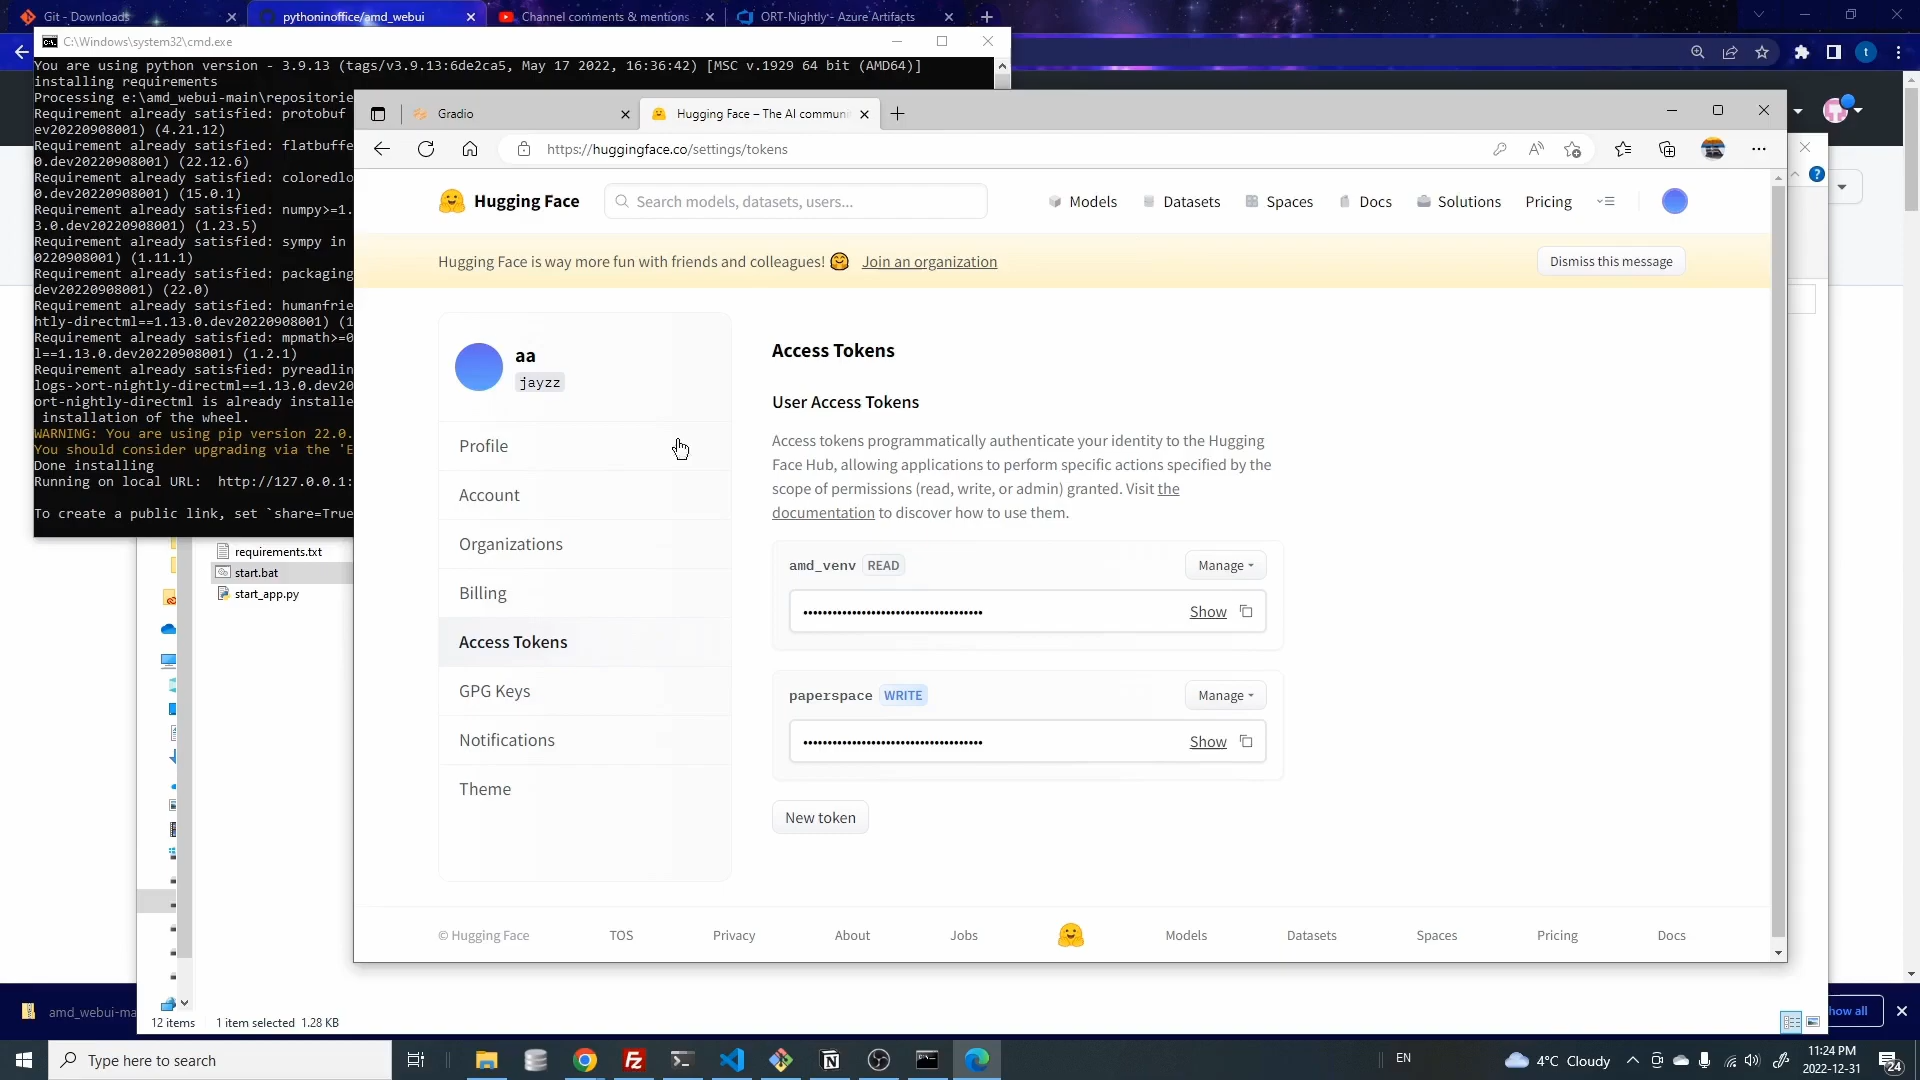 Git - Downloads
pythoninoffice/amd_webui
Channel comments & mentions
ORT-Nightly - Azure Artifacts
C:\Windows\system32\cmd.exe
You are using python version - 3.9.13 (tags/v3.9.13:6de2ca5, May 17 2022, 16:36:42) [MSC v.1929 64 bit (AMD64)]
installing requirements
Processing e:\amd_webui-main\repositorie
Requirement already satisfied: protobuf
ev20220908001) (4.21.12)
Requirement already satisfied: flatbuffe
0.dev20220908001) (22.12.6)
Requirement already satisfied: coloredlo
0.dev20220908001) (15.0.1)
Requirement already satisfied: numpy>=1.
3.0.dev20220908001) (1.23.5)
Requirement already satisfied: sympy in
0220908001) (1.11.1)
Requirement already satisfied: packaging
dev20220908001) (22.0)
Requirement already satisfied: humanfrie
htly-directml==1.13.0.dev20220908001) (1
Requirement already satisfied: mpmath>=0
l==1.13.0.dev20220908001) (1.2.1)
Requirement already satisfied: pyreadlin
logs->ort-nightly-directml==1.13.0.dev20
ort-nightly-directml is already installe
installation of the wheel.
WARNING: You are using pip version 22.0.
You should consider upgrading via the 'E
Done installing
Running on local URL: http://127.0.0.1:
To create a public link, set `share=True
requirements.txt
start.bat
start_app.py
amd_webui-ma
12 items 1 item selected 1.28 KB
Gradio
Hugging Face – The AI communi
https://huggingface.co/settings/tokens
Hugging Face
Search models, datasets, users...
Models
Datasets
Spaces
Docs
Solutions
Pricing
Hugging Face is way more fun with friends and colleagues! Join an organization
Dismiss this message
aa
jayzz
Profile
Account
Organizations
Billing
Access Tokens
GPG Keys
Notifications
Theme
Access Tokens
User Access Tokens
Access tokens programmatically authenticate your identity to the Hugging
Face Hub, allowing applications to perform specific actions specified by the
scope of permissions (read, write, or admin) granted. Visit the
documentation to discover how to use them.
amd_venv READ
Manage
Show
paperspace WRITE
Manage
Show
New token
© Hugging Face
TOS
Privacy
About
Jobs
Models
Datasets
Spaces
Pricing
Docs
how all
Type here to search
EN
4°C Cloudy
11:24 PM
2022-12-31
24